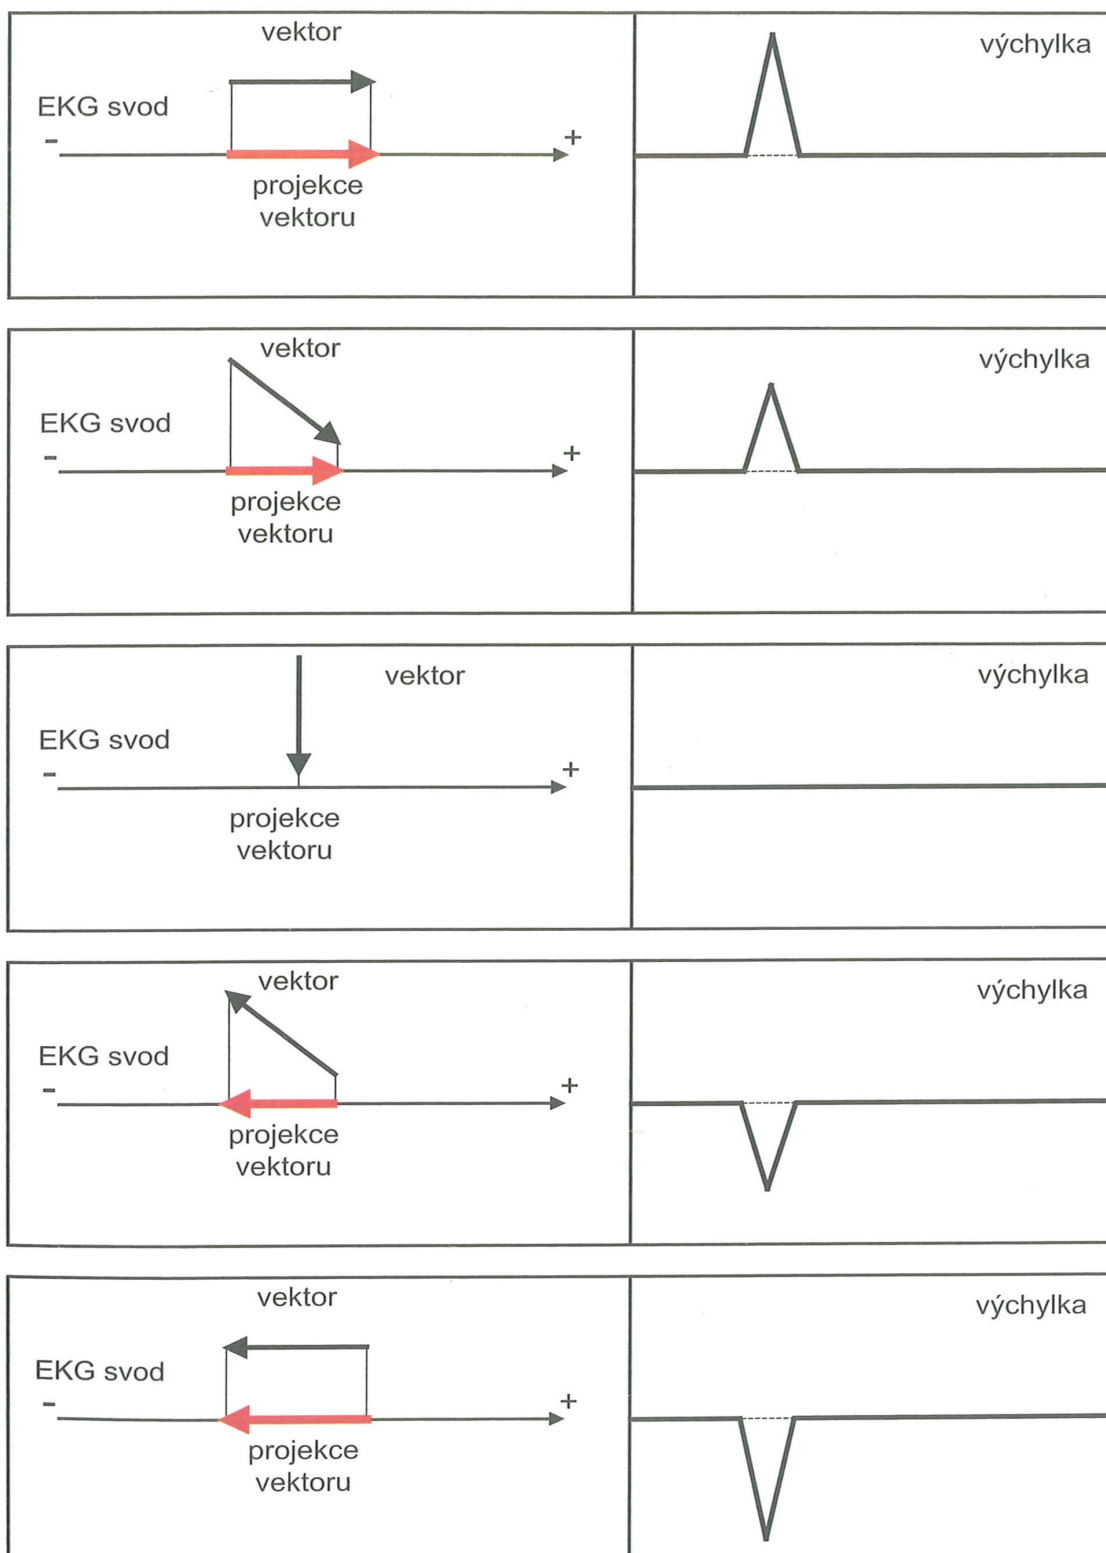 vektor
výchylka
EKG svod
- +
projekce
vektoru
vektor
výchylka
EKG svod
- +
projekce
vektoru
vektor
výchylka
EKG svod
- +
projekce
vektoru
vektor
výchylka
EKG svod
- +
projekce
vektoru
vektor
výchylka
EKG svod
- +
projekce
vektoru